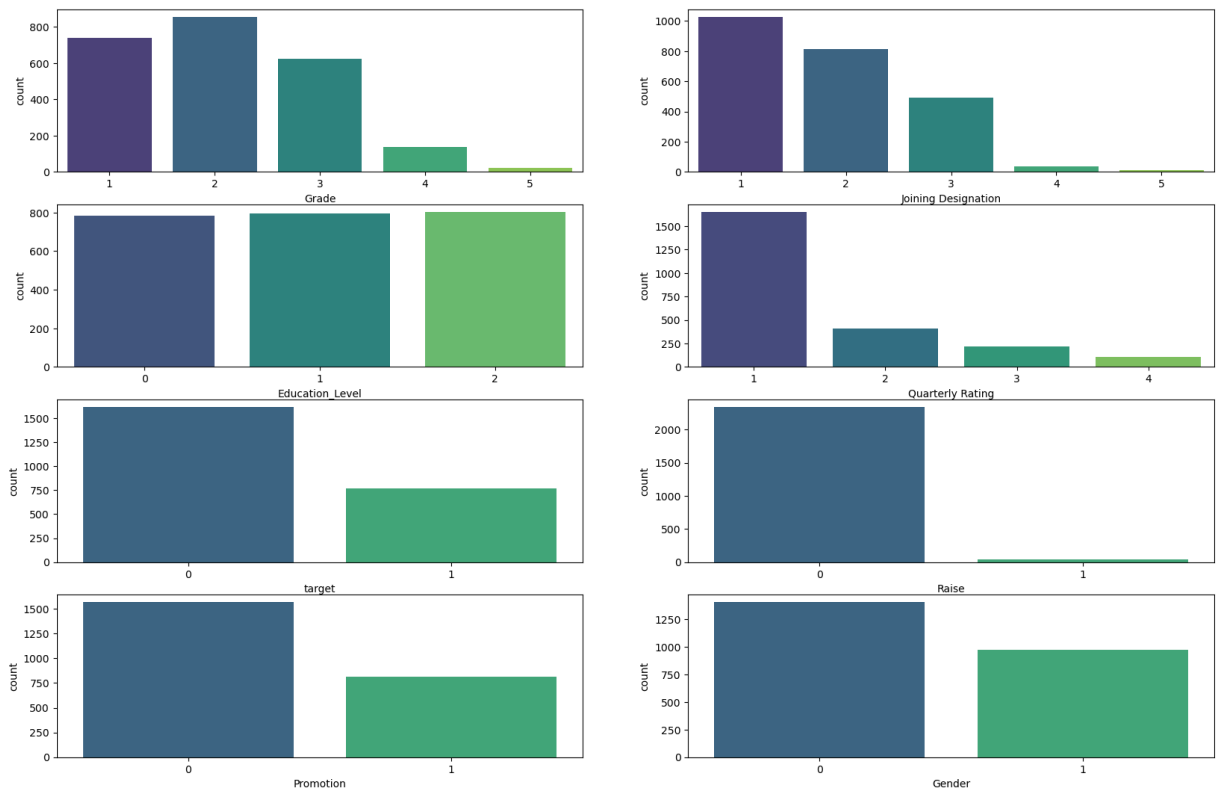 count
800
600
400
200
0
1 2 3 4 5
Grade
count
1000
800
600
400
200
0
1 2 3 4 5
Joining Designation
count
800
600
400
200
0
0 1 2
Education_Level
count
1500
1250
1000
750
500
250
0
1 2 3 4
Quarterly Rating
count
1500
1250
1000
750
500
250
0
0 1
target
count
2000
1500
1000
500
0
0 1
Raise
count
1500
1250
1000
750
500
250
0
0 1
Promotion
count
1250
1000
750
500
250
0
0 1
Gender